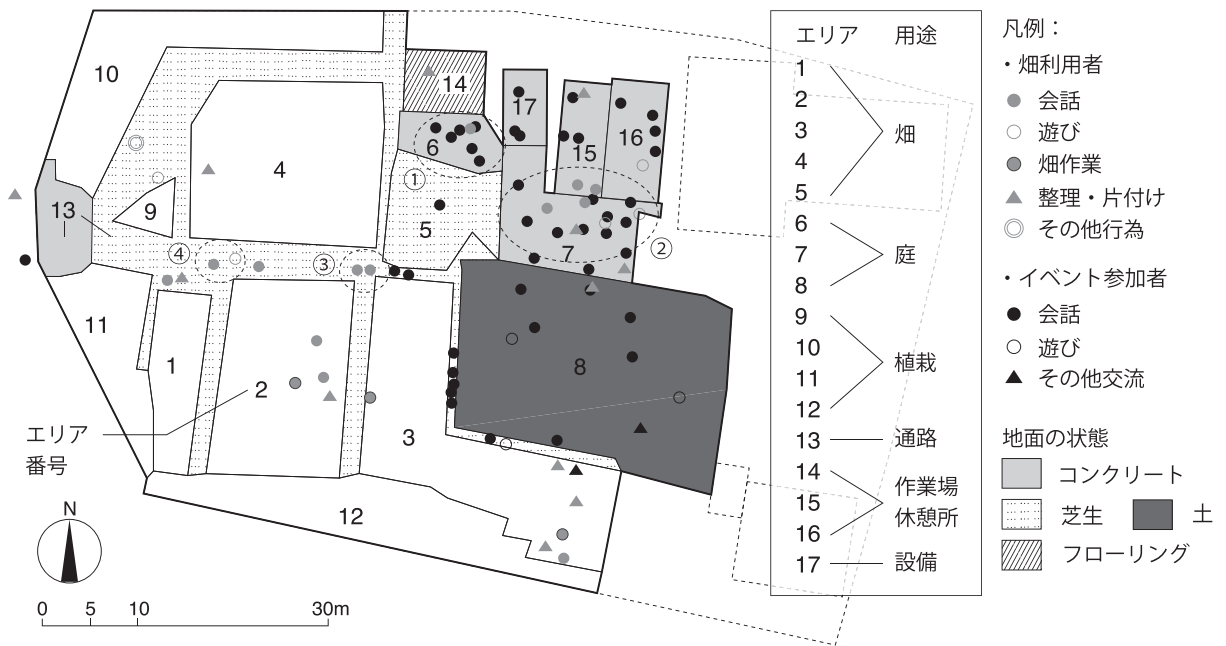 10
14
17
16
15
6
①
4
13
9
5
④
③
7
②
11
1
2
8
3
12
エリア
番号
N
0 5 10 30m
エリア 用途
1
2
3
4
5
畑
6
7
8
庭
9
10
11
12
植栽
13
通路
14
15
16
作業場
休憩所
17
設備
凡例：
・畑利用者
会話
遊び
畑作業
整理・片付け
その他行為
・イベント参加者
会話
遊び
その他交流
地面の状態
コンクリート
芝生 土
フローリング